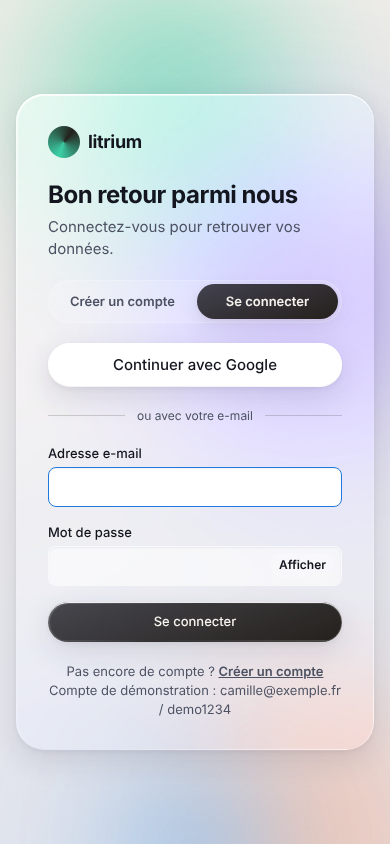 litrium
Bon retour parmi nous
Connectez-vous pour retrouver vos
données.
Créer un compte
Se connecter
Continuer avec Google
ou avec votre e-mail
Adresse e-mail
Mot de passe
Afficher
Se connecter
Pas encore de compte ? Créer un compte
Compte de démonstration : camille@exemple.fr
/ demo1234